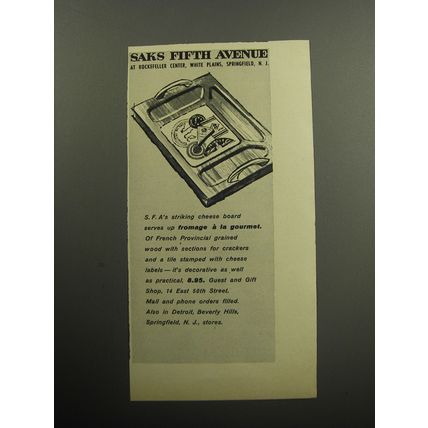 SAKS FIFTH AVENUE
AT ROCKEFELLER CENTER, WHITE PLAINS, SPRINGFIELD, N. J.
S. F. A's striking cheese board
serves up fromage à la gourmet.
Of French Provincial grained
wood with sections for crackers
and a tile stamped with cheese
labels — it's decorative as well
as practical, 8.95. Guest and Gift
Shop, 14 East 50th Street.
Mail and phone orders filled.
Also in Detroit, Beverly Hills,
Springfield, N. J., stores.